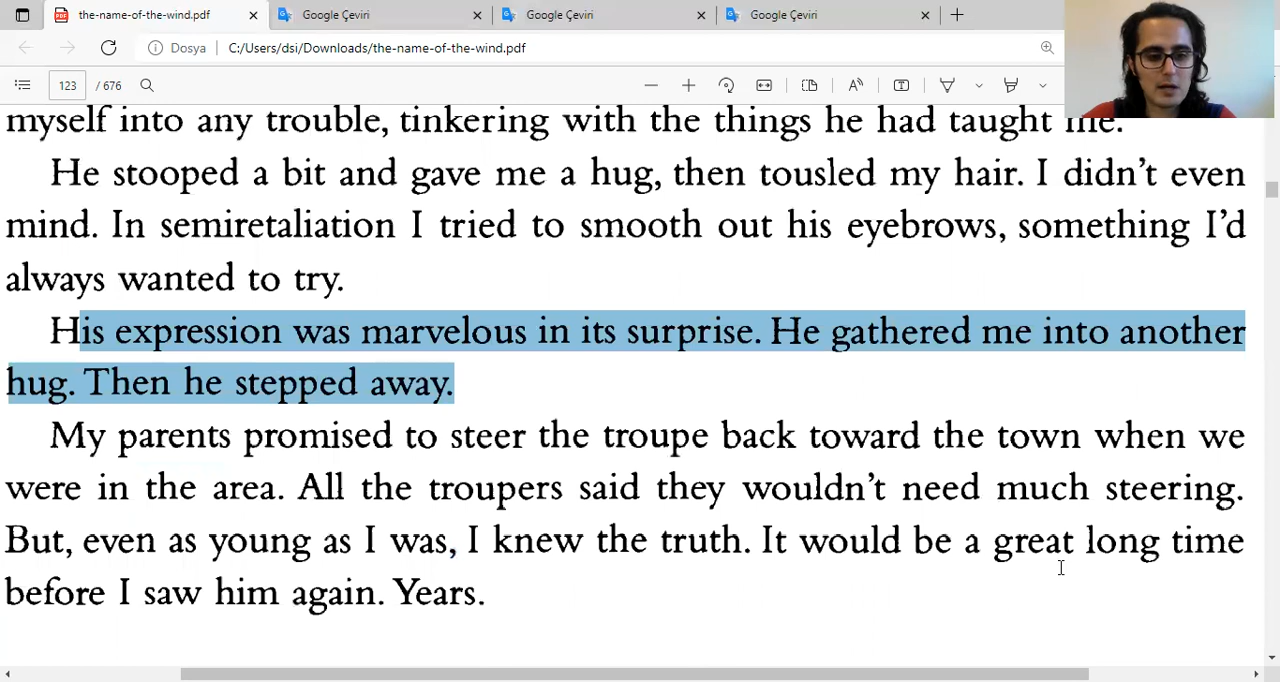 the-name-of-the-wind.pdf
Google Çeviri
Google Çeviri
Google Çeviri
Dosya
C:/Users/dsi/Downloads/the-name-of-the-wind.pdf
123 / 676
myself into any trouble, tinkering with the things he had taught me.
He stooped a bit and gave me a hug, then tousled my hair. I didn’t even
mind. In semiretaliation I tried to smooth out his eyebrows, something I’d
always wanted to try.
His expression was marvelous in its surprise. He gathered me into another
hug. Then he stepped away.
My parents promised to steer the troupe back toward the town when we
were in the area. All the troupers said they wouldn’t need much steering.
But, even as young as I was, I knew the truth. It would be a great long time
before I saw him again. Years.